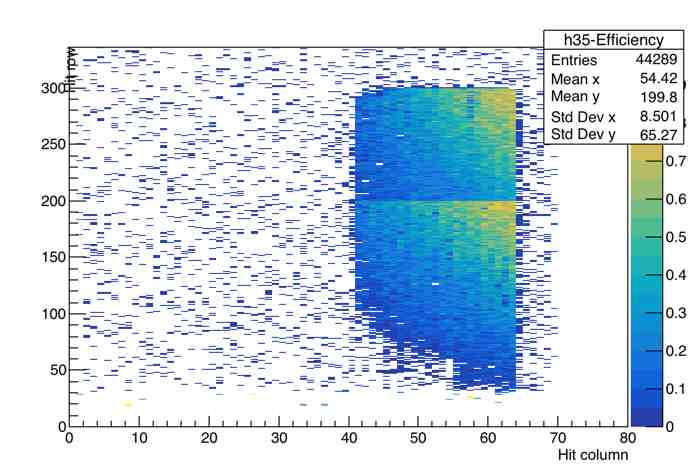 h35-Efficiency
Entries 44289
Mean x 54.42
Mean y 199.8
Std Dev x 8.501
Std Dev y 65.27
300
250
200
150
100
50
0
0 10 20 30 40 50 60 70 80
Hit column
0.7
0.6
0.5
0.4
0.3
0.2
0.1
0